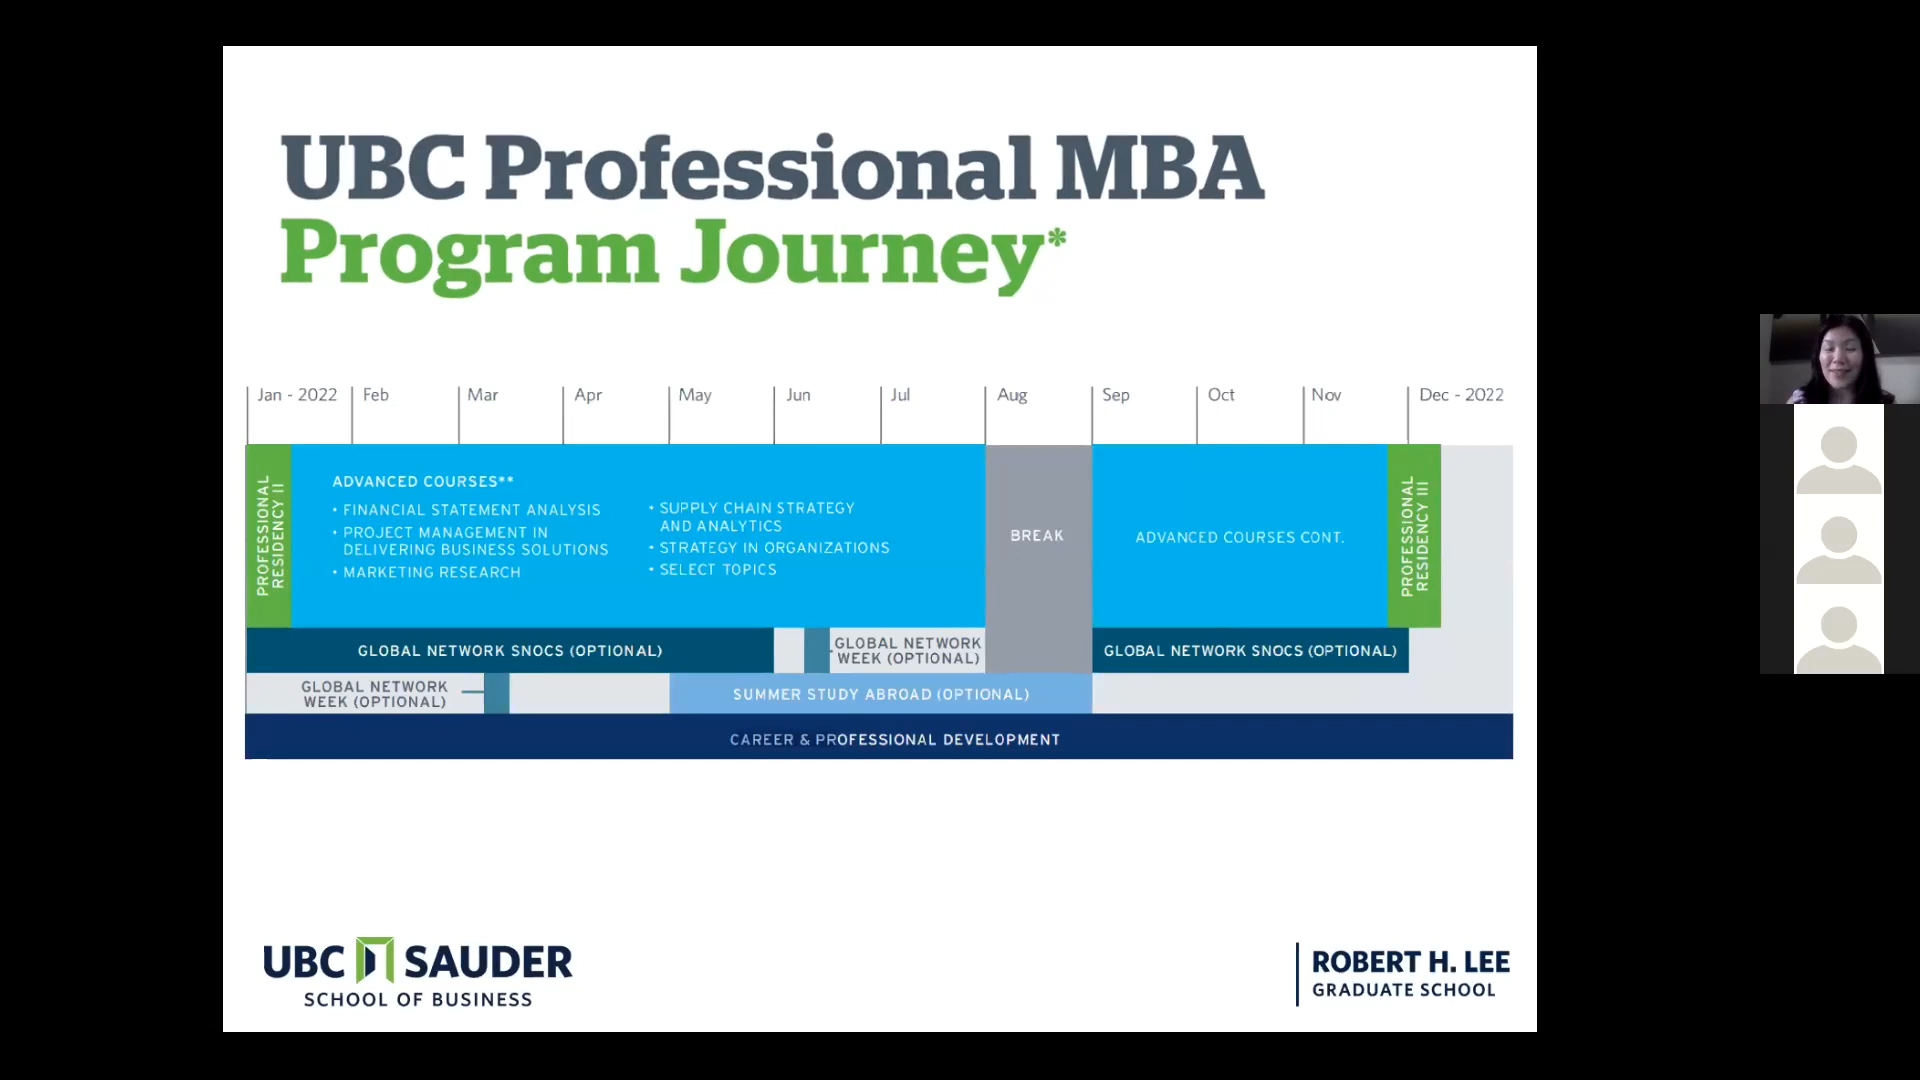 UBC Professional MBA
Program Journey*
Jan - 2022 Feb Mar Apr May Jun Jul Aug Sep Oct Nov Dec - 2022
PROFESSIONAL
RESIDENCY II
ADVANCED COURSES**
• FINANCIAL STATEMENT ANALYSIS
• PROJECT MANAGEMENT IN
DELIVERING BUSINESS SOLUTIONS
• MARKETING RESEARCH
• SUPPLY CHAIN STRATEGY
AND ANALYTICS
• STRATEGY IN ORGANIZATIONS
• SELECT TOPICS
BREAK
ADVANCED COURSES CONT.
PROFESSIONAL
RESIDENCY III
GLOBAL NETWORK SNOCS (OPTIONAL)
GLOBAL NETWORK
WEEK (OPTIONAL)
GLOBAL NETWORK SNOCS (OPTIONAL)
GLOBAL NETWORK
WEEK (OPTIONAL)
SUMMER STUDY ABROAD (OPTIONAL)
CAREER & PROFESSIONAL DEVELOPMENT
UBC SAUDER
SCHOOL OF BUSINESS
ROBERT H. LEE
GRADUATE SCHOOL